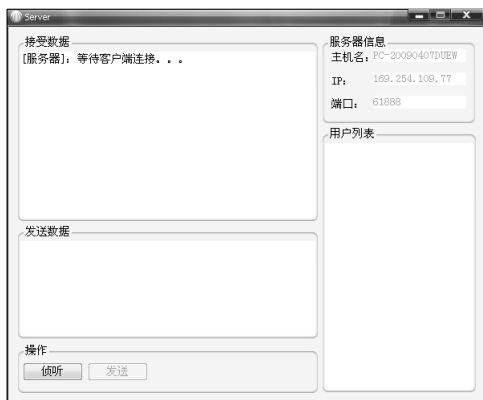 Server
接受数据
[服务器]: 等待客户端连接. . .
发送数据
操作
侦听
发送
服务器信息
主机名: PC-20090407DUEW
IP: 169.254.109.77
端口: 61888
用户列表